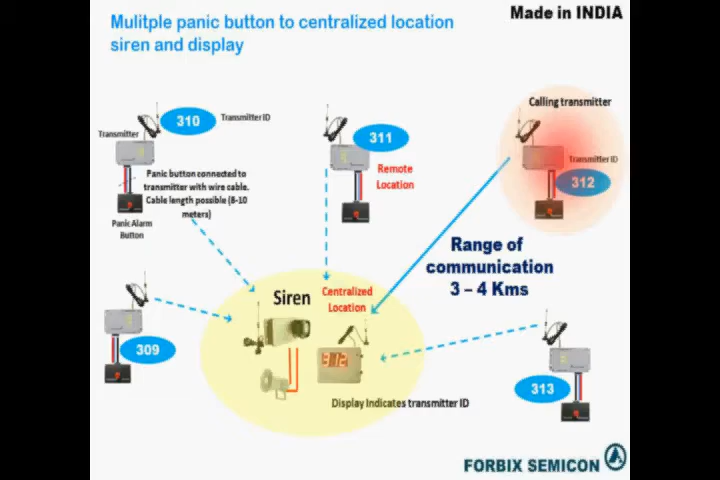 Made in INDIA
Mulitple panic button to centralized location
siren and display
310
Transmitter ID
Transmitter
Panic button connected to
transmitter with wire cable.
Cable length possible (8-10
meters)
Panic Alarm
Button
311
Remote
Location
Calling transmitter
Transmitter ID
312
Range of
communication
3 – 4 Kms
Siren
Centralized
Location
312
309
Display Indicates transmitter ID
313
FORBIX SEMICON